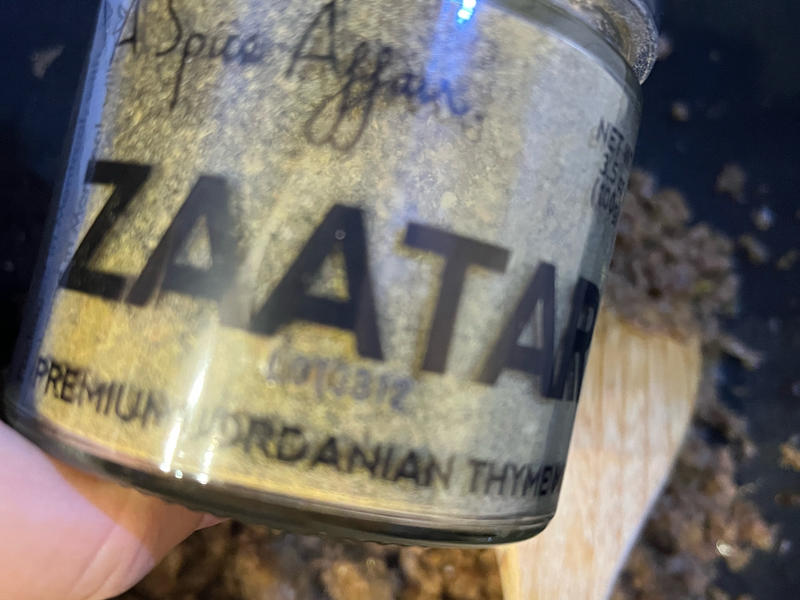 A Spice Affair.
ZAATAR
PREMIUM JORDANIAN THYME